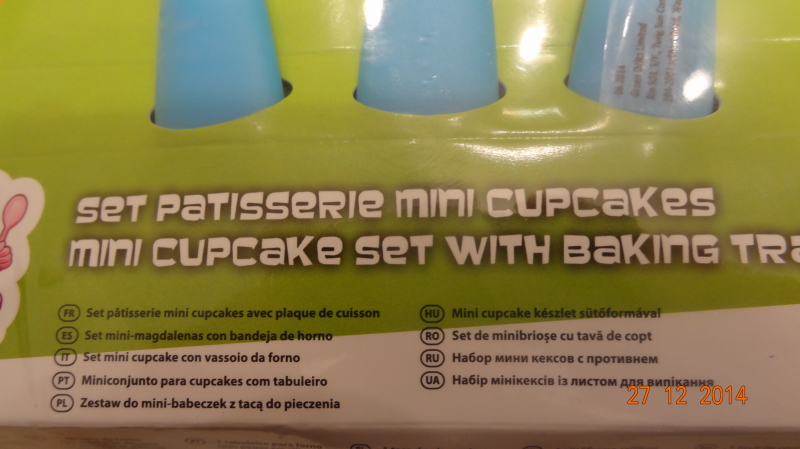 06.2014
SET PATISSERIE MINI CUPCAKES
MINI CUPCAKE SET WITH BAKING TRA
FR Set pâtisserie mini cupcakes avec plaque de cuisson
ES Set mini-magdalenas con bandeja de horno
IT Set mini cupcake con vassoio da forno
PT Miniconjunto para cupcakes com tabuleiro
PL Zestaw do mini-babeczek z tacą do pieczenia
HU Mini cupcake készlet sütőformával
RO Set de minibrioșe cu tavă de copt
RU Набор мини кексов с противнем
UA Набір мінікексів із листом для випікання
27 12 2014